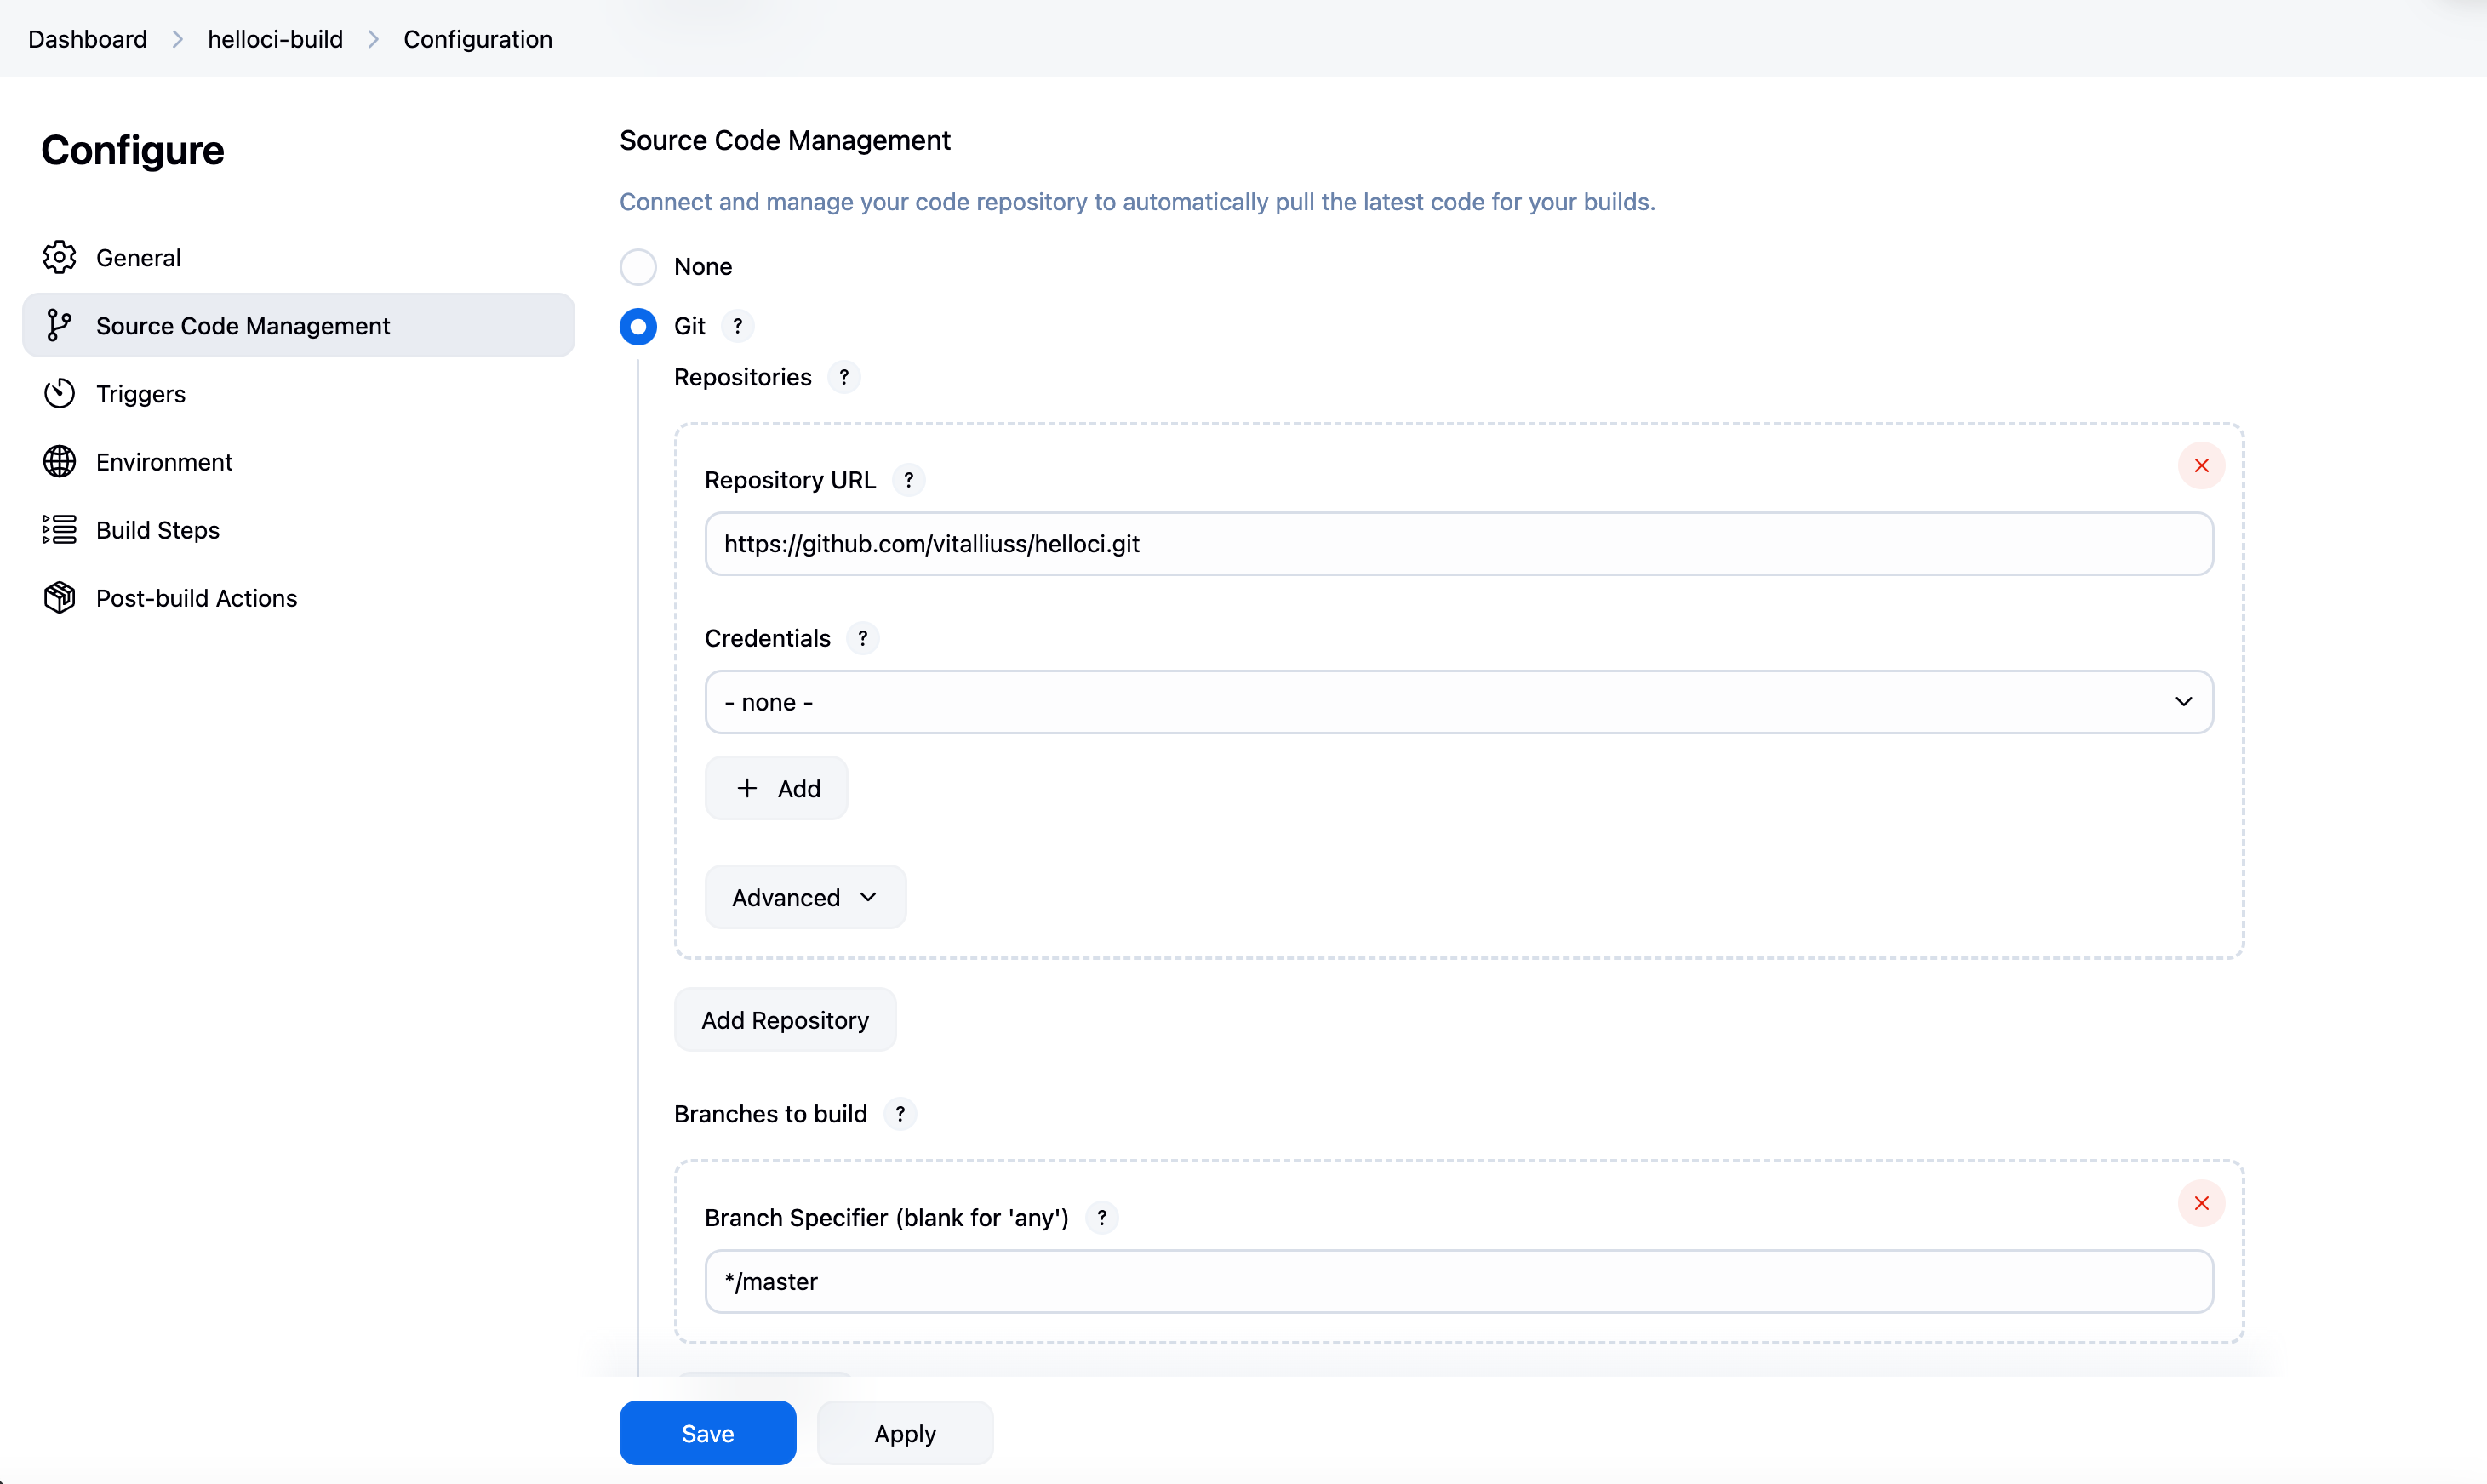 Dashboard > helloci-build > Configuration
Configure
General
Source Code Management
Triggers
Environment
Build Steps
Post-build Actions
Source Code Management
Connect and manage your code repository to automatically pull the latest code for your builds.
None
Git ?
Repositories ?
Repository URL ?
https://github.com/vitalliuss/helloci.git
Credentials ?
- none -
+ Add
Advanced
Add Repository
Branches to build ?
Branch Specifier (blank for 'any') ?
*/master
Save
Apply